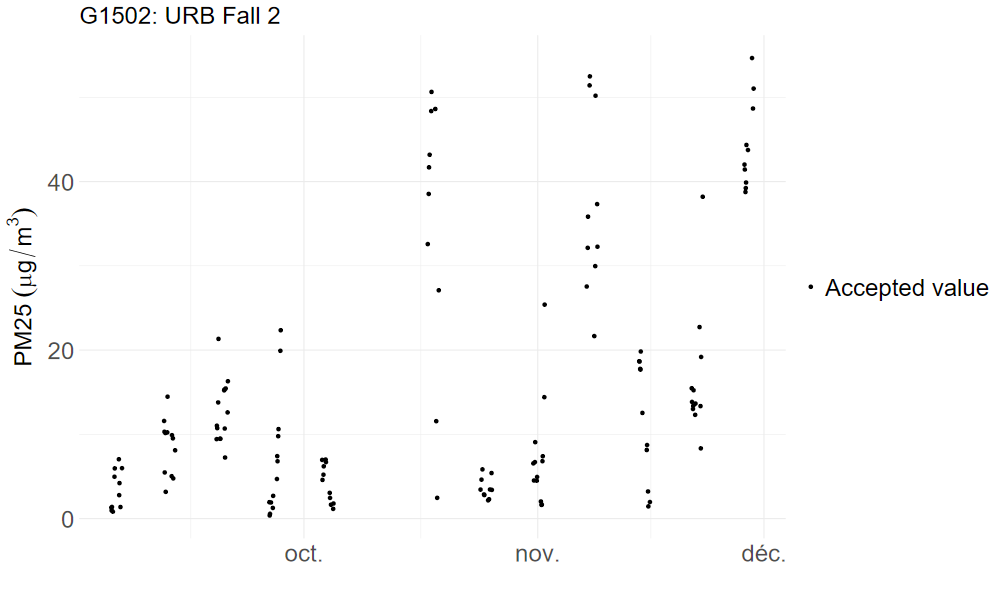 G1502: URB Fall 2
PM25 (μg/m³)
40
20
0
oct.
nov.
déc.
Accepted value